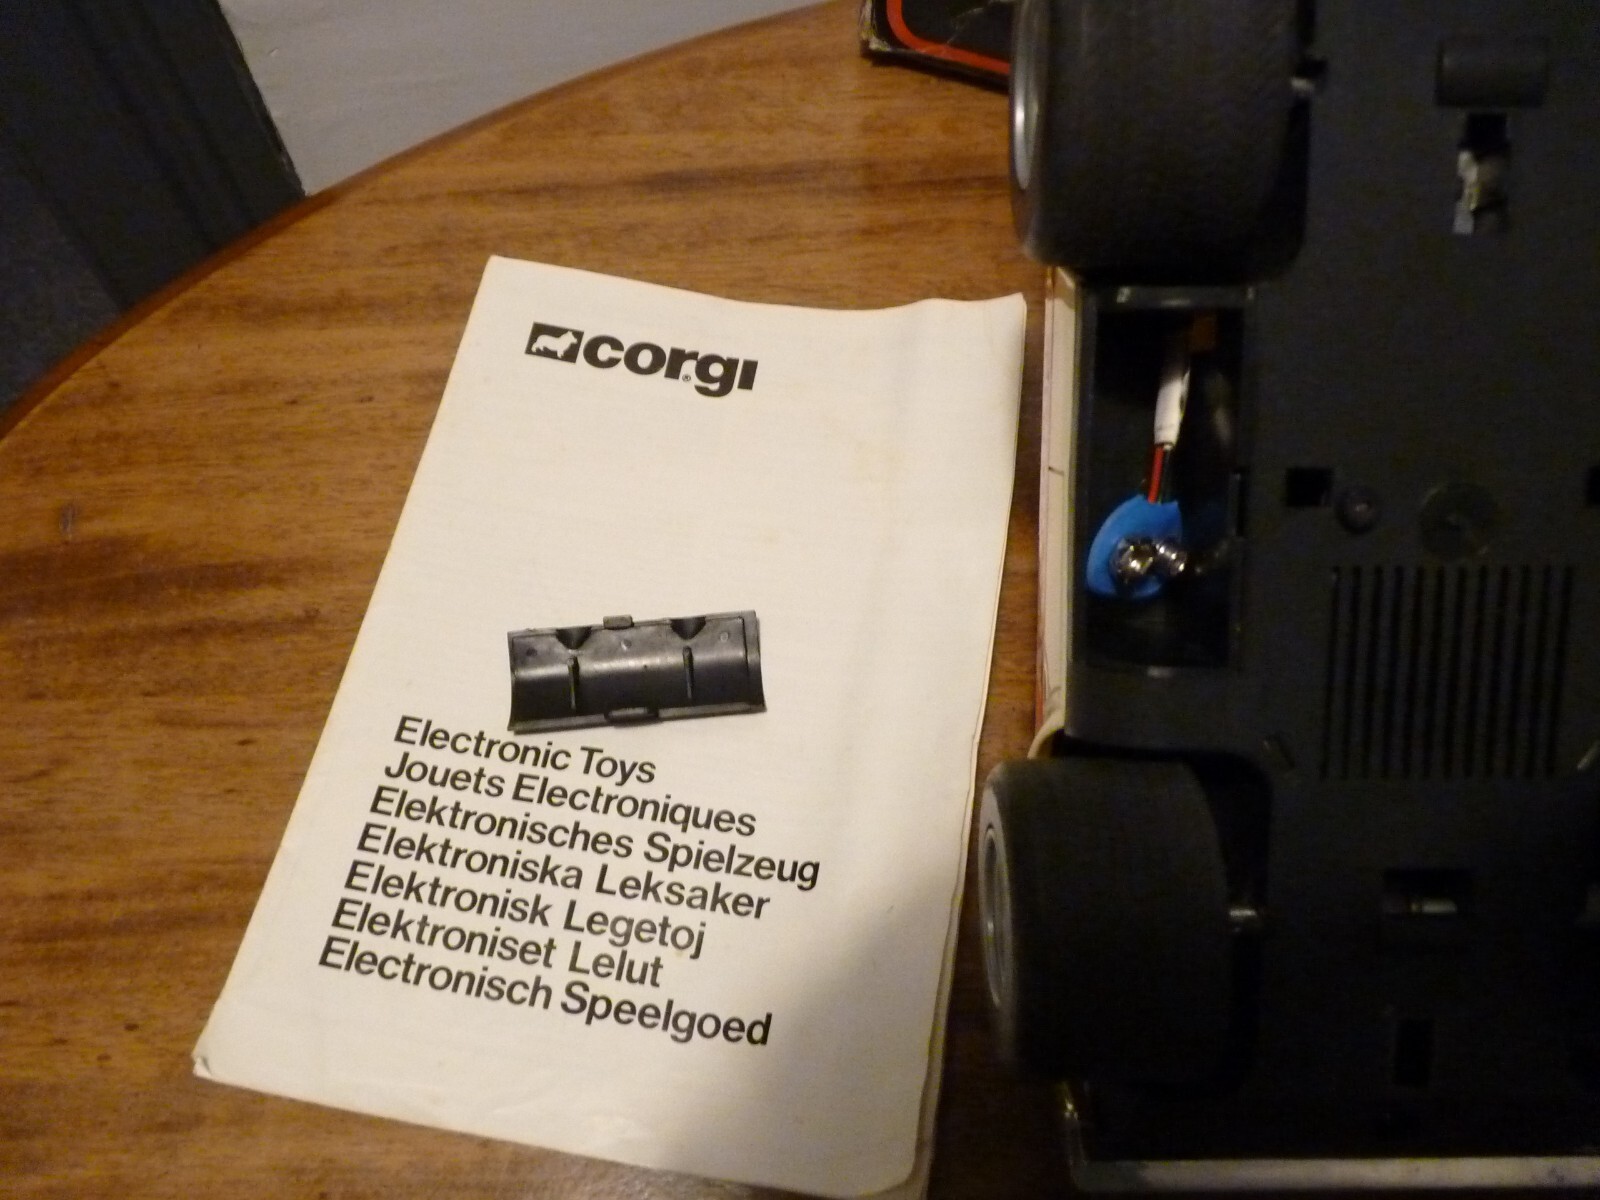 corgi®
Electronic Toys
Jouets Electroniques
Elektronisches Spielzeug
Elektroniska Leksaker
Elektronisk Legetoj
Elektroniset Lelut
Electronisch Speelgoed